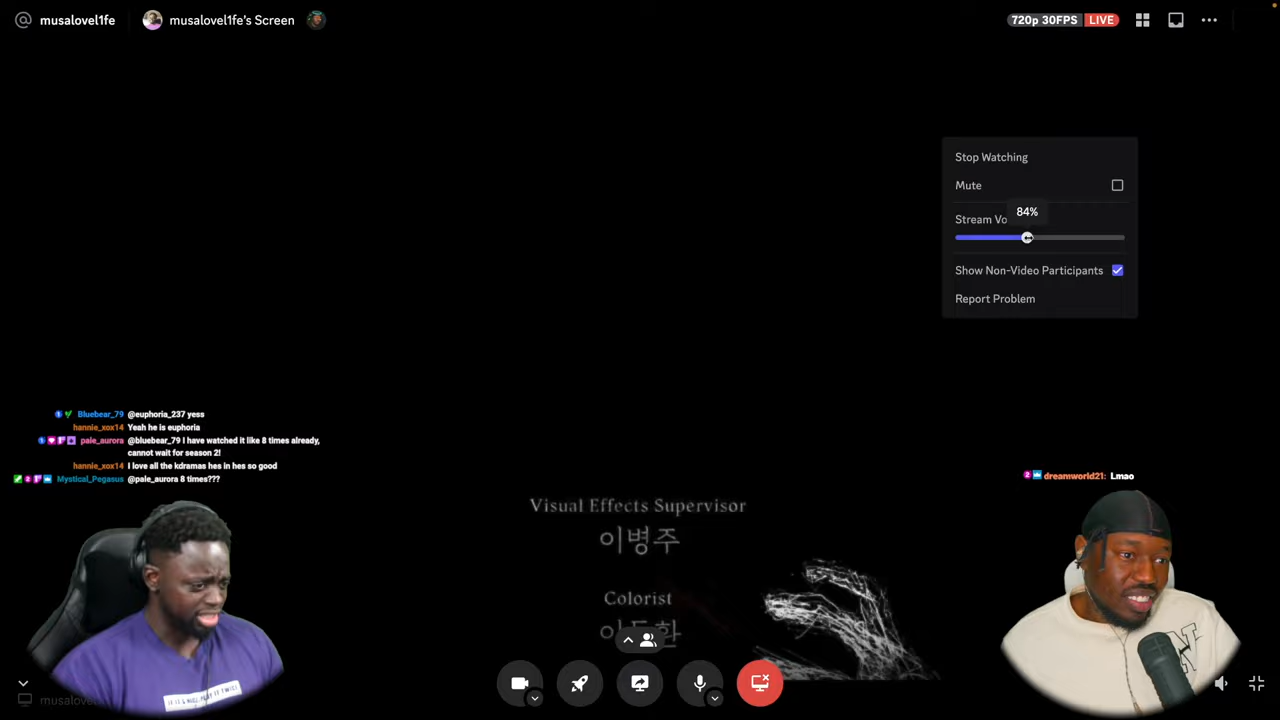 musalovel1fe
musalovel1fe's Screen
720p 30FPS
LIVE
Stop Watching
Mute
84%
Stream Vo
Show Non-Video Participants
Report Problem
Bluebear_79 @euphoria_237 yess
hannie_xox14 Yeah he is euphoria
pale_aurora @bluebear_79 I have watched it like 8 times already,
cannot wait for season 2!
hannie_xox14 I love all the kdramas hes in hes so good
Mystical_Pegasus @pale_aurora 8 times???
dreamworld21: Lmao
Visual Effects Supervisor
이병주
Colorist
musalove